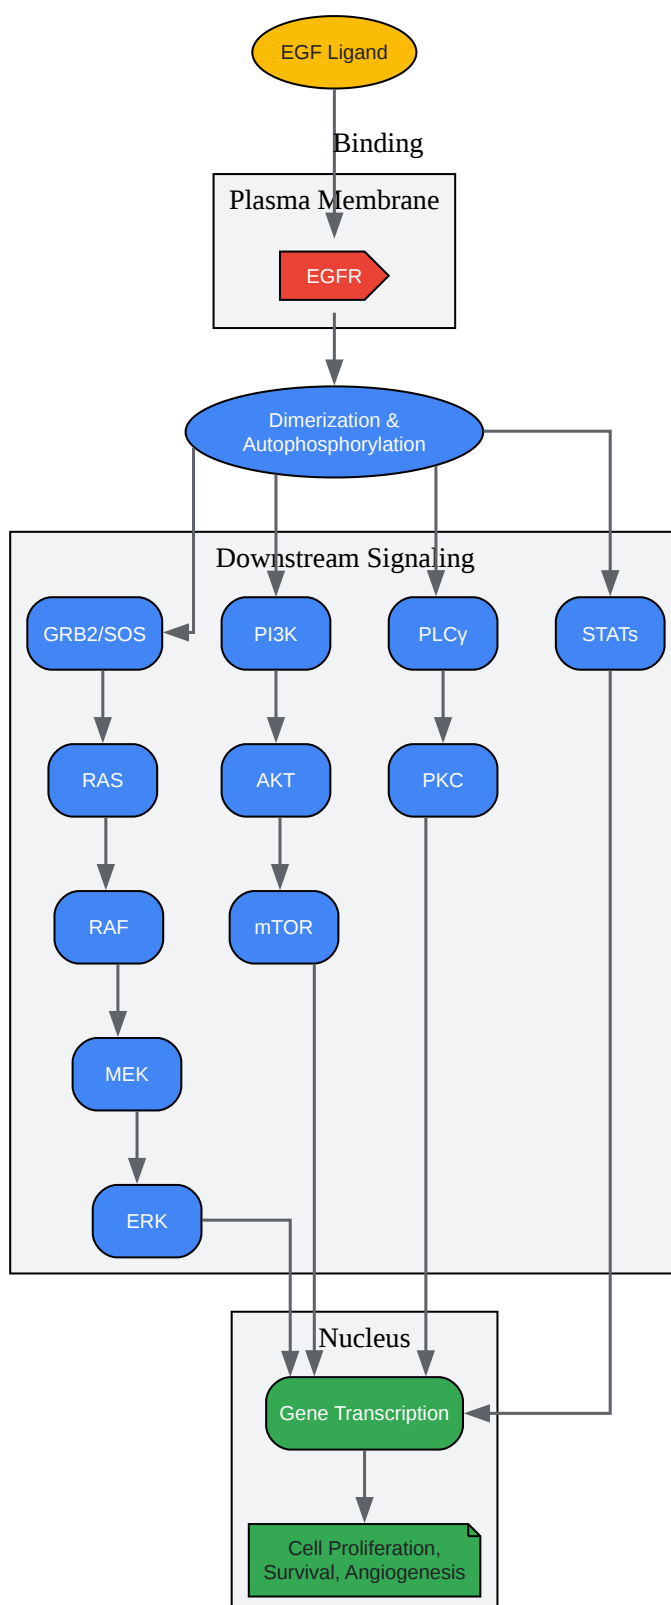 EGF Ligand
Binding
Plasma Membrane
EGFR
Dimerization &
Autophosphorylation
Downstream Signaling
GRB2/SOS
PI3K
PLCγ
STATs
RAS
AKT
PKC
RAF
mTOR
MEK
ERK
Nucleus
Gene Transcription
Cell Proliferation,
Survival, Angiogenesis